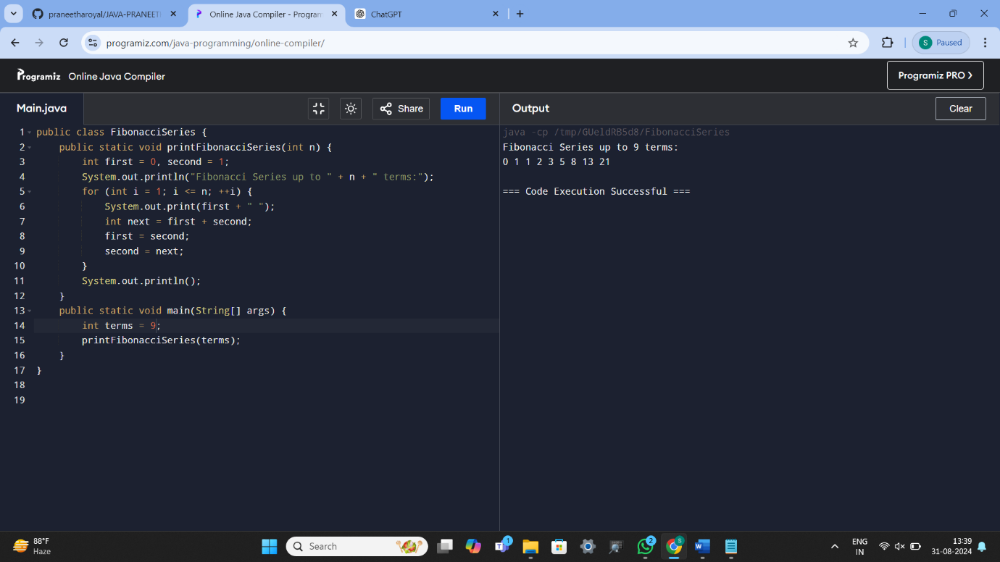 praneetharoyal/JAVA-PRANEET
Online Java Compiler - Program
ChatGPT
programiz.com/java-programming/online-compiler/
S Paused
Programiz Online Java Compiler
Programiz PRO
Main.java
Share
Run
Output
Clear
1 public class FibonacciSeries {
2 public static void printFibonacciSeries(int n) {
3 int first = 0, second = 1;
4 System.out.println("Fibonacci Series up to " + n + " terms:");
5 for (int i = 1; i <= n; ++i) {
6 System.out.print(first + " ");
7 int next = first + second;
8 first = second;
9 second = next;
10 }
11 System.out.println();
12 }
13 public static void main(String[] args) {
14 int terms = 9;
15 printFibonacciSeries(terms);
16 }
17 }
18
19
java -cp /tmp/GUeldRB5d8/FibonacciSeries
Fibonacci Series up to 9 terms:
0 1 1 2 3 5 8 13 21
=== Code Execution Successful ===
88°F
Haze
Search
1
2
S
ENG
IN
13:39
31-08-2024